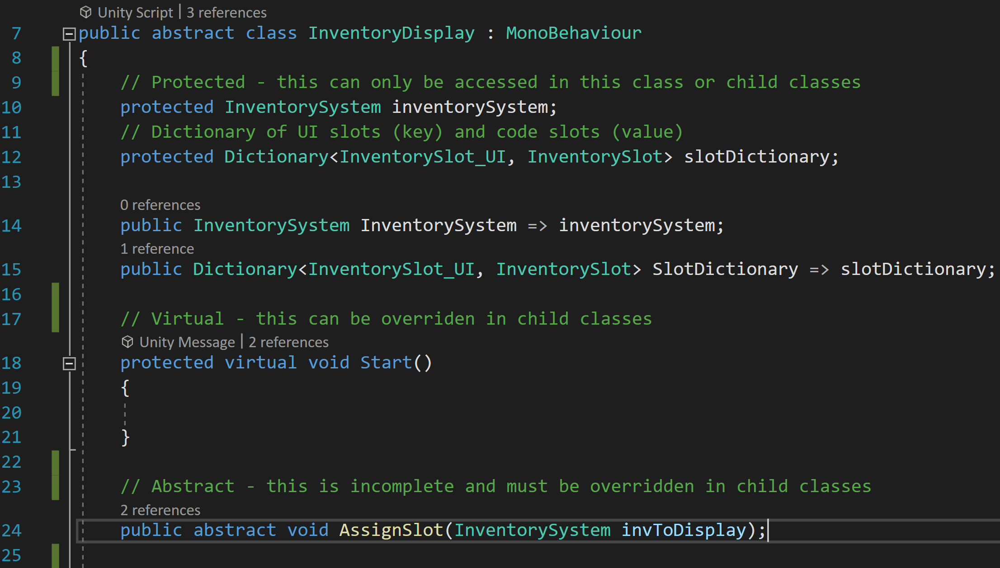 Unity Script | 3 references
7 public abstract class InventoryDisplay : MonoBehaviour
8 {
9 // Protected - this can only be accessed in this class or child classes
10 protected InventorySystem inventorySystem;
11 // Dictionary of UI slots (key) and code slots (value)
12 protected Dictionary<InventorySlot_UI, InventorySlot> slotDictionary;
13
0 references
14 public InventorySystem InventorySystem => inventorySystem;
1 reference
15 public Dictionary<InventorySlot_UI, InventorySlot> SlotDictionary => slotDictionary;
16
17 // Virtual - this can be overriden in child classes
Unity Message | 2 references
18 protected virtual void Start()
19 {
20
21 }
22
23 // Abstract - this is incomplete and must be overridden in child classes
2 references
24 public abstract void AssignSlot(InventorySystem invToDisplay);
25